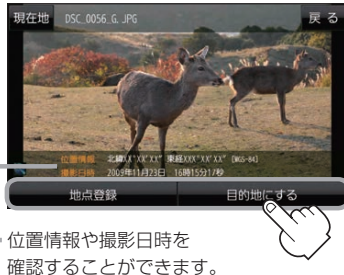 現在地 DSC_0056_G.JPG 戻る
位置情報 北緯XX°XX'XX" 東経XXX°XX'XX" [WGS-84]
撮影日時 2009年11月23日 16時15分17秒
地点登録 目的地にする
位置情報や撮影日時を
確認することができます。